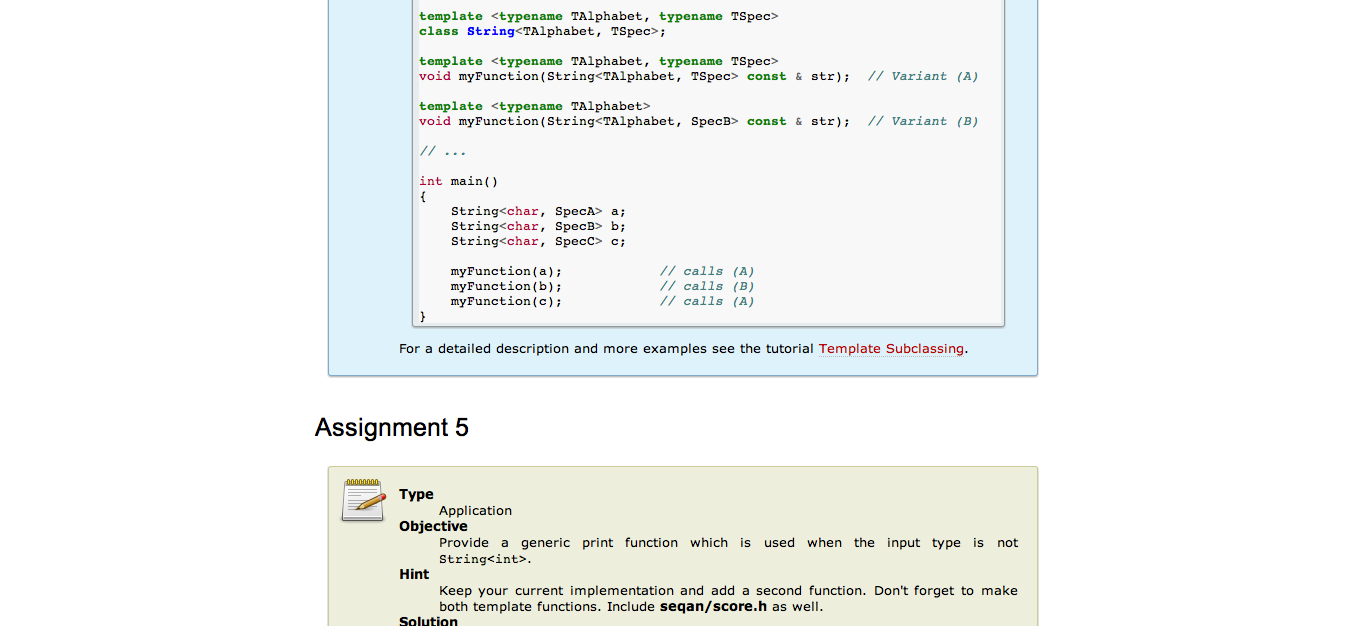 template <typename TAlphabet, typename TSpec>
class String<TAlphabet, TSpec>;
template <typename TAlphabet, typename TSpec>
void myFunction(String<TAlphabet, TSpec> const & str);  // Variant (A)
template <typename TAlphabet>
void myFunction(String<TAlphabet, SpecB> const & str);  // Variant (B)
// ...
int main()
{
    String<char, SpecA> a;
    String<char, SpecB> b;
    String<char, SpecC> c;
    myFunction(a);            // calls (A)
    myFunction(b);            // calls (B)
    myFunction(c);            // calls (A)
}
For a detailed description and more examples see the tutorial Template Subclassing.
Assignment 5
Type
Application
Objective
Provide a generic print function which is used when the input type is not
String<int>.
Hint
Keep your current implementation and add a second function. Don't forget to make
both template functions. Include seqan/score.h as well.
Solution